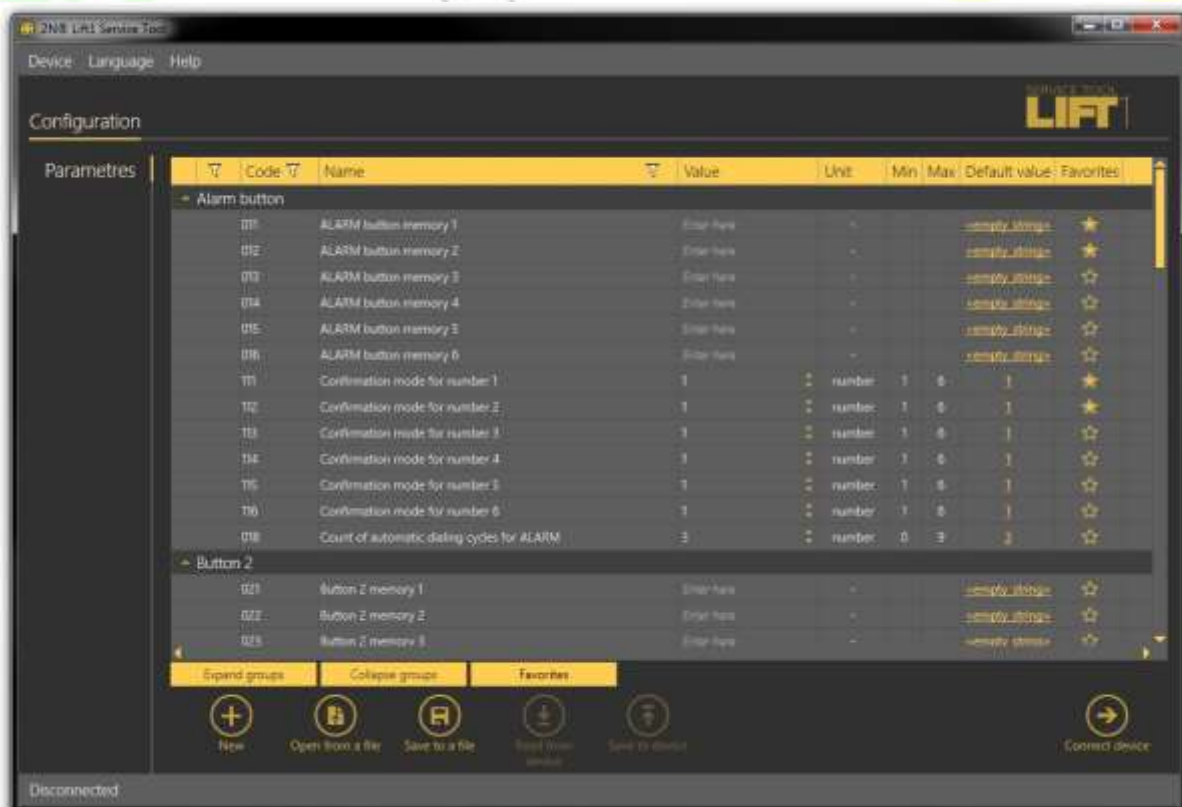 2N® Lift1 Service Tool
Device Language Help
SERVICE TOOL
LIFT1
Configuration
Parametres
Code Name Value Unit Min Max Default value Favorites
Alarm button
011 ALARM button memory 1 Enter here - <empty string>
012 ALARM button memory 2 Enter here - <empty string>
013 ALARM button memory 3 Enter here - <empty string>
014 ALARM button memory 4 Enter here - <empty string>
015 ALARM button memory 5 Enter here - <empty string>
016 ALARM button memory 6 Enter here - <empty string>
111 Confirmation mode for number 1 1 number 1 6 1
112 Confirmation mode for number 2 1 number 1 6 1
113 Confirmation mode for number 3 1 number 1 6 1
114 Confirmation mode for number 4 1 number 1 6 1
115 Confirmation mode for number 5 1 number 1 6 1
116 Confirmation mode for number 6 1 number 1 6 1
018 Count of automatic dialing cycles for ALARM 3 number 0 9 3
Button 2
021 Button 2 memory 1 Enter here - <empty string>
022 Button 2 memory 2 Enter here - <empty string>
023 Button 2 memory 3 Enter here - <empty string>
Expand groups Collapse groups Favorites
New Open from a file Save to a file Read from device Save to device Connect device
Disconnected